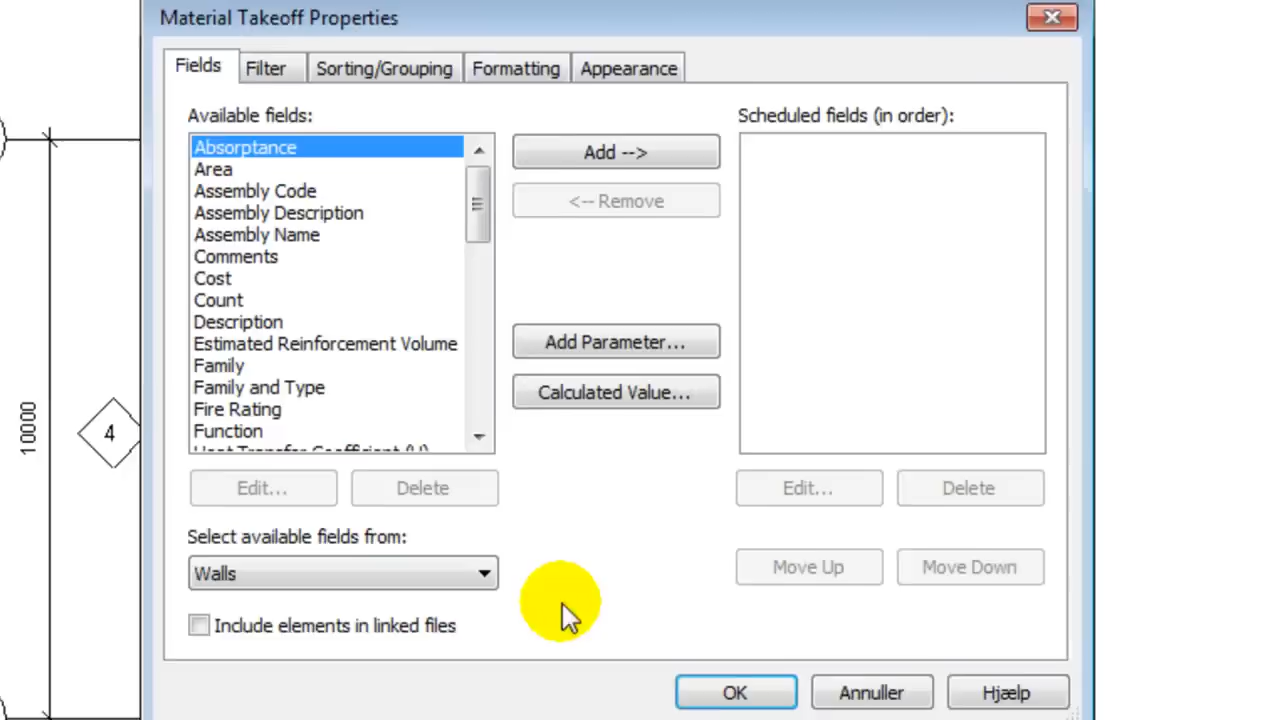 Material Takeoff Properties
Fields
Filter
Sorting/Grouping
Formatting
Appearance
Available fields:
Scheduled fields (in order):
Absorptance
Area
Assembly Code
Assembly Description
Assembly Name
Comments
Cost
Count
Description
Estimated Reinforcement Volume
Family
Family and Type
Fire Rating
Function
Heat Transfer Coefficient (U)
Add -->
<-- Remove
Add Parameter...
Calculated Value...
Edit...
Delete
Edit...
Delete
Select available fields from:
Walls
Move Up
Move Down
Include elements in linked files
OK
Annuller
Hjælp
10000
4